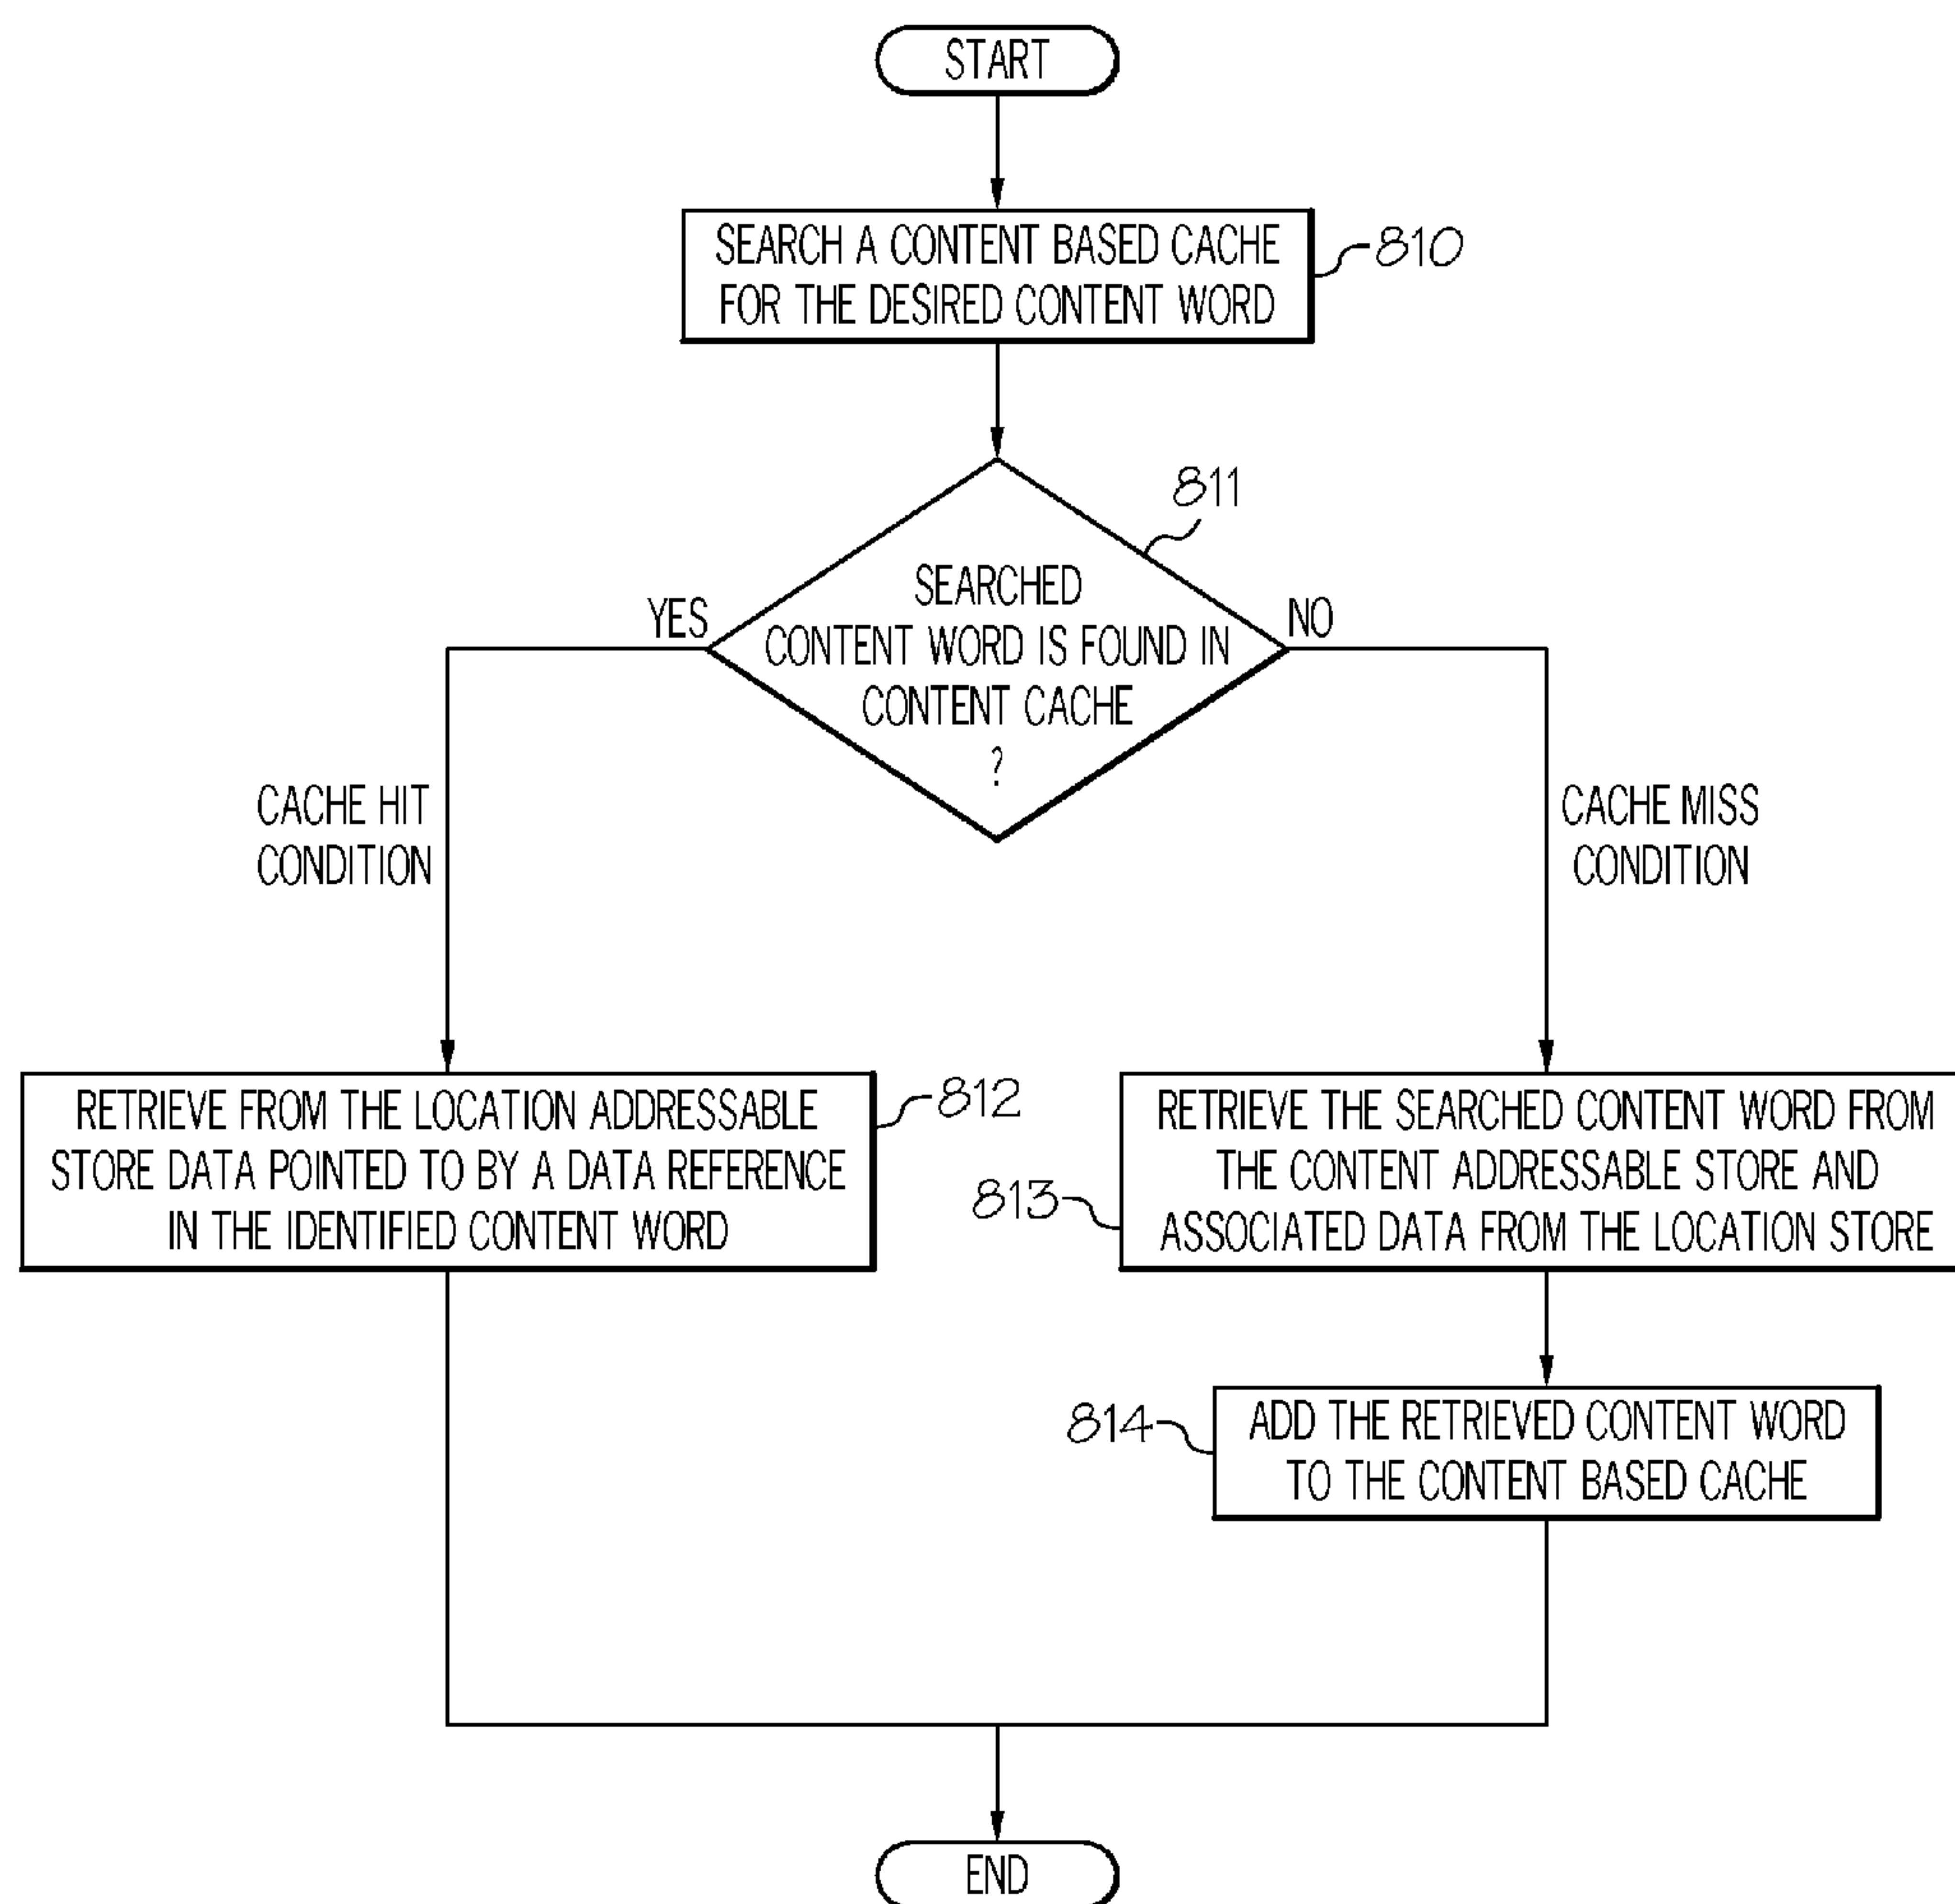 START
SEARCH A CONTENT BASED CACHE
FOR THE DESIRED CONTENT WORD
810
811
SEARCHED
CONTENT WORD IS FOUND IN
CONTENT CACHE
?
YES
NO
CACHE HIT
CONDITION
CACHE MISS
CONDITION
RETRIEVE FROM THE LOCATION ADDRESSABLE
STORE DATA POINTED TO BY A DATA REFERENCE
IN THE IDENTIFIED CONTENT WORD
812
RETRIEVE THE SEARCHED CONTENT WORD FROM
THE CONTENT ADDRESSABLE STORE AND
ASSOCIATED DATA FROM THE LOCATION STORE
813
814
ADD THE RETRIEVED CONTENT WORD
TO THE CONTENT BASED CACHE
END